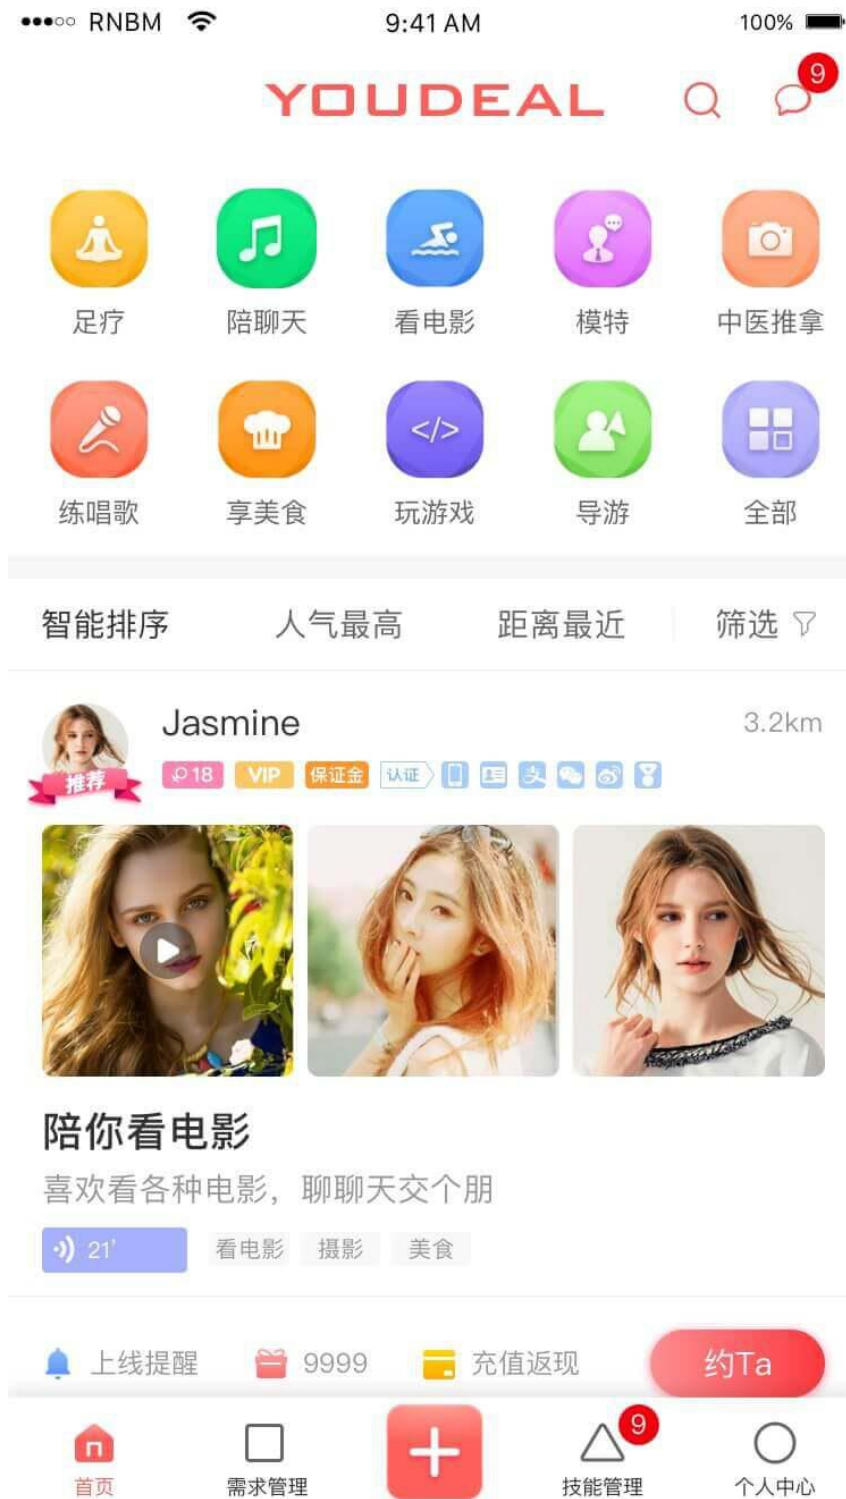 RNBM 9:41 AM 100%
YOUDEAL 9
足疗 陪聊天 看电影 模特 中医推拿
练唱歌 享美食 玩游戏 导游 全部
智能排序 人气最高 距离最近 筛选
Jasmine 3.2km
推荐 18 VIP 保证金 认证 支
陪你看电影
喜欢看各种电影，聊聊天交个朋
21' 看电影 摄影 美食
上线提醒 9999 充值返现 约Ta
9
首页 需求管理 技能管理 个人中心